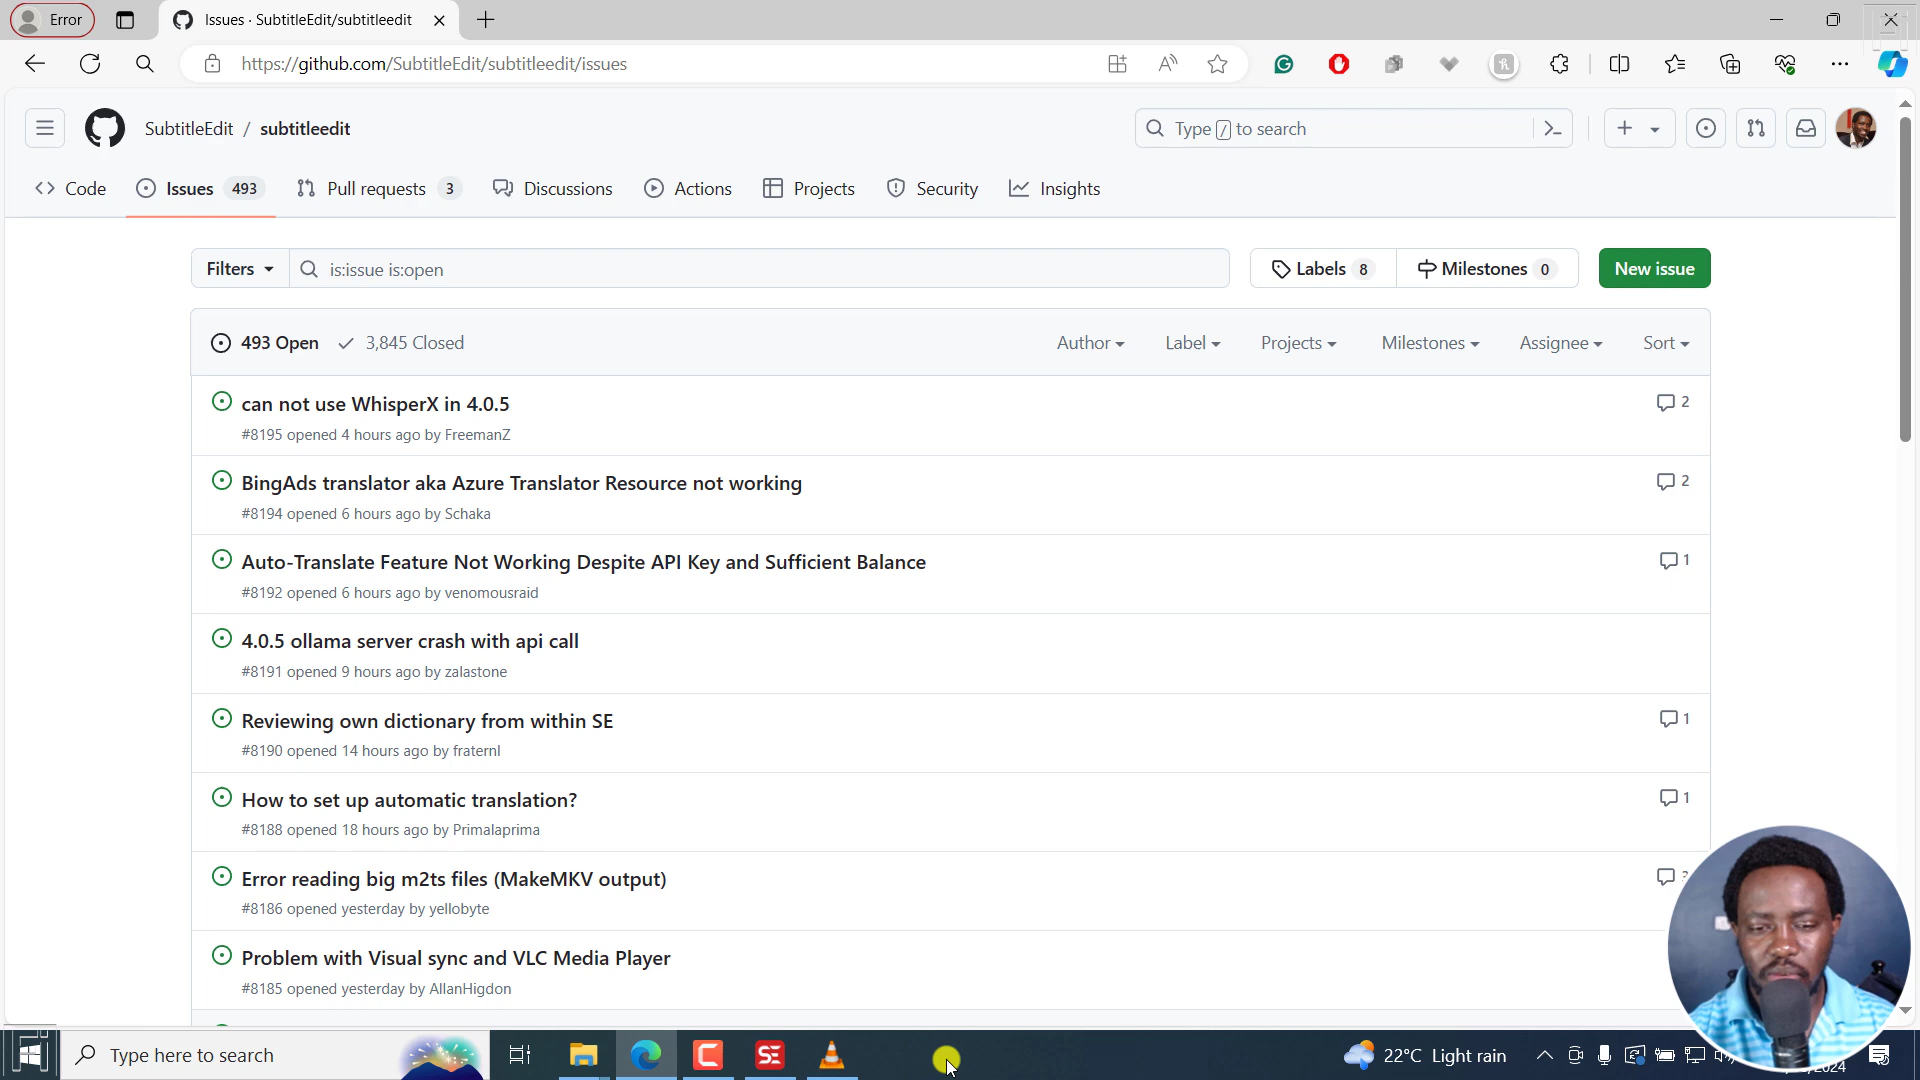 Error
Issues · SubtitleEdit/subtitleedit
https://github.com/SubtitleEdit/subtitleedit/issues
SubtitleEdit / subtitleedit
Type / to search
Code
Issues 493
Pull requests 3
Discussions
Actions
Projects
Security
Insights
Filters
is:issue is:open
Labels 8
Milestones 0
New issue
493 Open
3,845 Closed
Author
Label
Projects
Milestones
Assignee
Sort
can not use WhisperX in 4.0.5
2
#8195 opened 4 hours ago by FreemanZ
BingAds translator aka Azure Translator Resource not working
2
#8194 opened 6 hours ago by Schaka
Auto-Translate Feature Not Working Despite API Key and Sufficient Balance
1
#8192 opened 6 hours ago by venomousraid
4.0.5 ollama server crash with api call
#8191 opened 9 hours ago by zalastone
Reviewing own dictionary from within SE
1
#8190 opened 14 hours ago by fraternl
How to set up automatic translation?
1
#8188 opened 18 hours ago by Primalaprima
Error reading big m2ts files (MakeMKV output)
#8186 opened yesterday by yellobyte
Problem with Visual sync and VLC Media Player
#8185 opened yesterday by AllanHigdon
Type here to search
SE
22°C Light rain